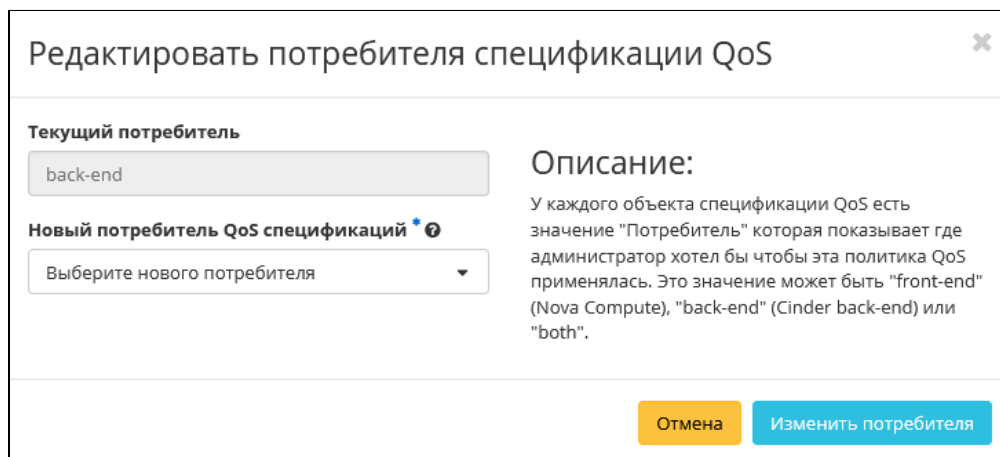 Редактировать потребителя спецификации QoS
Текущий потребитель
back-end
Новый потребитель QoS спецификаций *
Выберите нового потребителя
Описание:
У каждого объекта спецификации QoS есть
значение "Потребитель" которая показывает где
администратор хотел бы чтобы эта политика QoS
применялась. Это значение может быть "front-end"
(Nova Compute), "back-end" (Cinder back-end) или
"both".
Отмена
Изменить потребителя